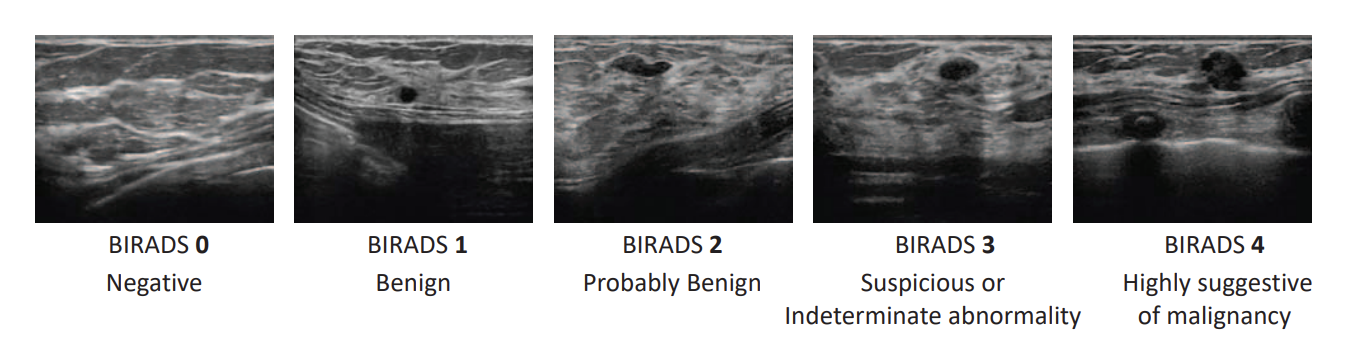 BIRADS 0
BIRADS 1
BIRADS 2
BIRADS 3
BIRADS 4
Negative
Benign
Probably Benign
Suspicious or
Indeterminate abnormality
Highly suggestive
of malignancy